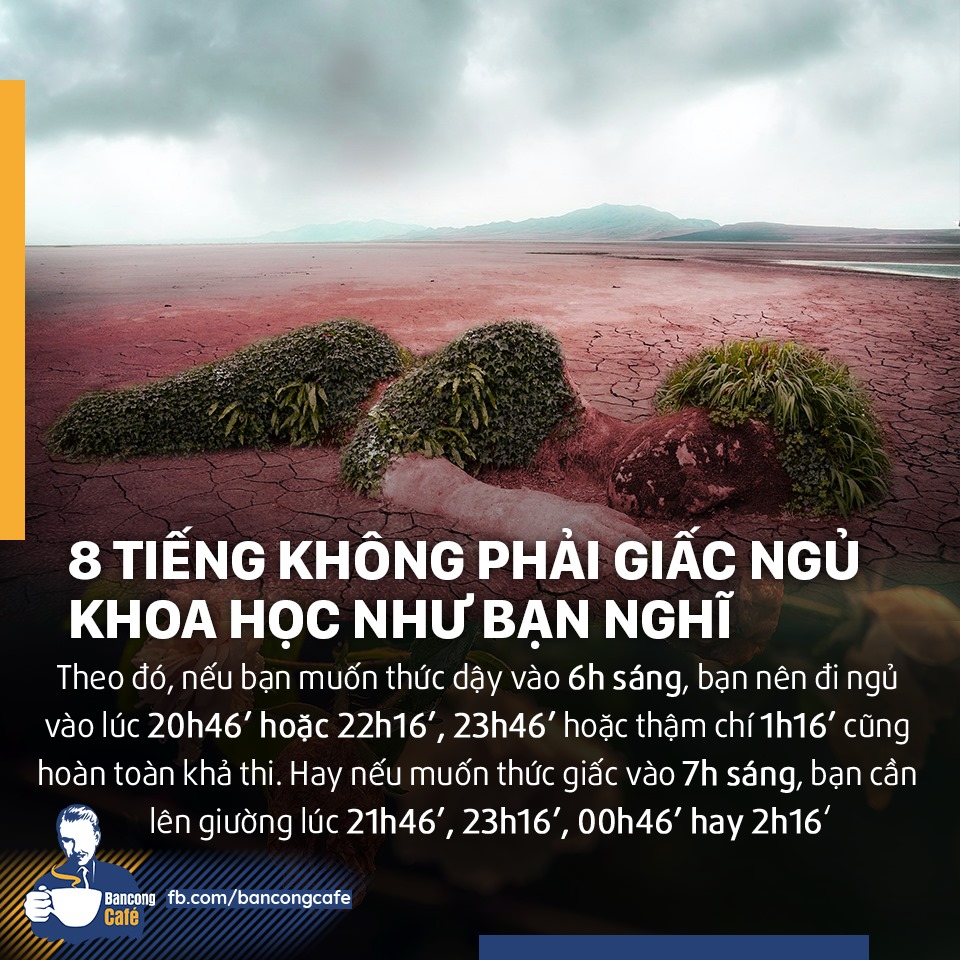 8 TIẾNG KHÔNG PHẢI GIẤC NGỦ
KHOA HỌC NHƯ BẠN NGHĨ
Theo đó, nếu bạn muốn thức dậy vào 6h sáng, bạn nên đi ngủ
vào lúc 20h46′ hoặc 22h16′, 23h46′ hoặc thậm chí 1h16′ cũng
hoàn toàn khả thi. Hay nếu muốn thức giấc vào 7h sáng, bạn cần
lên giường lúc 21h46′, 23h16′, 00h46′ hay 2h16‘
Bancong
Café
fb.com/bancongcafe